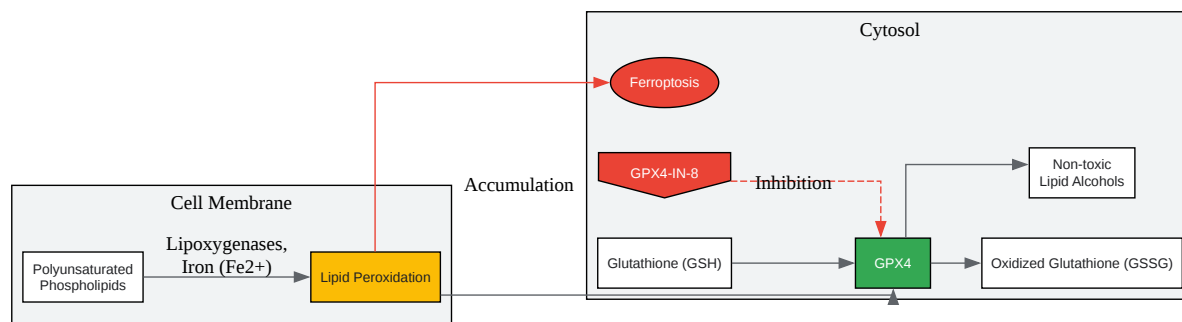 Cytosol
Ferroptosis
GPX4-IN-8
Inhibition
Non-toxic
Lipid Alcohols
Accumulation
Cell Membrane
Lipoxygenases,
Iron (Fe2+)
Polyunsaturated
Phospholipids
Lipid Peroxidation
Glutathione (GSH)
GPX4
Oxidized Glutathione (GSSG)